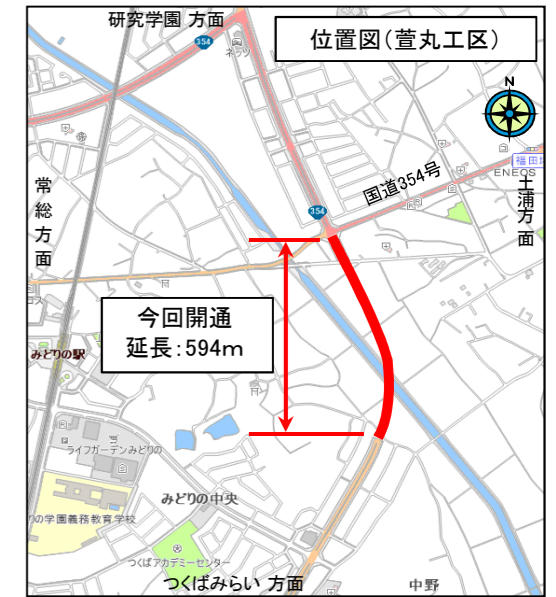 研究学園 方面
位置図(萱丸工区)
354
ネッツ
N
国道354号
ENEOS
354
常総方面
土浦方面
今回開通
延長:594m
みどりの駅
ライフガーデンみどりの
みどりの中央
りの学園義務教育学校
つくばアカデミーセンター
つくばみらい 方面
中野